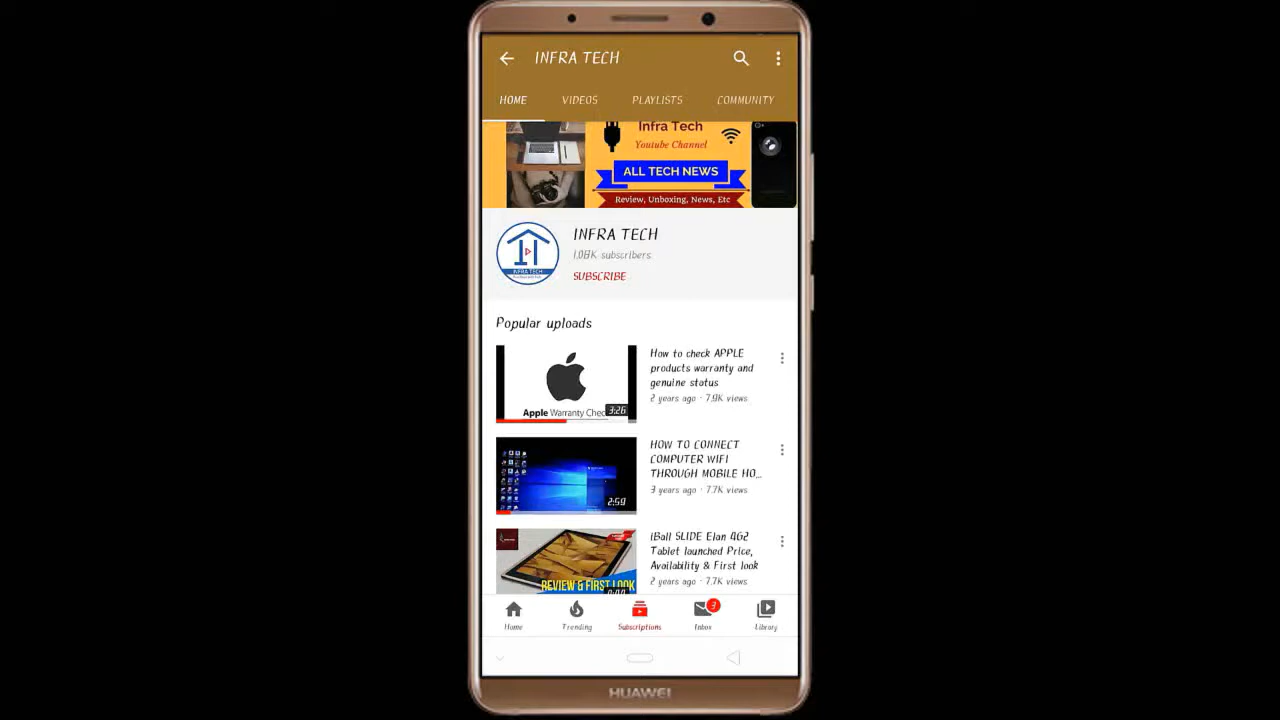 INFRA TECH
HOME VIDEOS PLAYLISTS COMMUNITY
Infra Tech
Youtube Channel
ALL TECH NEWS
Review, Unboxing, News, Etc
INFRA TECH
INFRA TECH
1.08K subscribers
SUBSCRIBE
Popular uploads
Apple Warranty Chec
3:26
How to check APPLE
products warranty and
genuine status
2 years ago · 7.9K views
2:59
HOW TO CONNECT
COMPUTER WIFI
THROUGH MOBILE HO...
3 years ago · 7.7K views
REVIEW & FIRST LOOK
iBall SLIDE Elan 4G2
Tablet launched Price,
Availability & First look
2 years ago · 7.7K views
Home Trending Subscriptions Inbox Library
HUAWEI